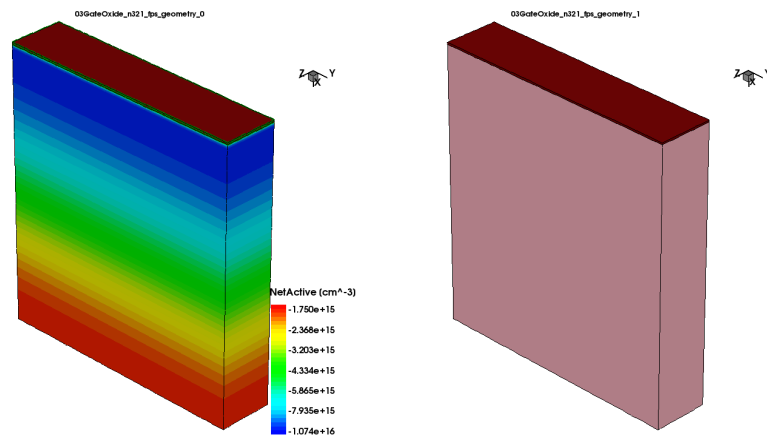 03GateOxide_n321_fps_geometry_0
03GateOxide_n321_fps_geometry_1
Z Y
X
Z Y
X
NetActive [cm^-3]
-1.750e+15
-2.368e+15
-3.203e+15
-4.334e+15
-5.865e+15
-7.935e+15
-1.074e+16